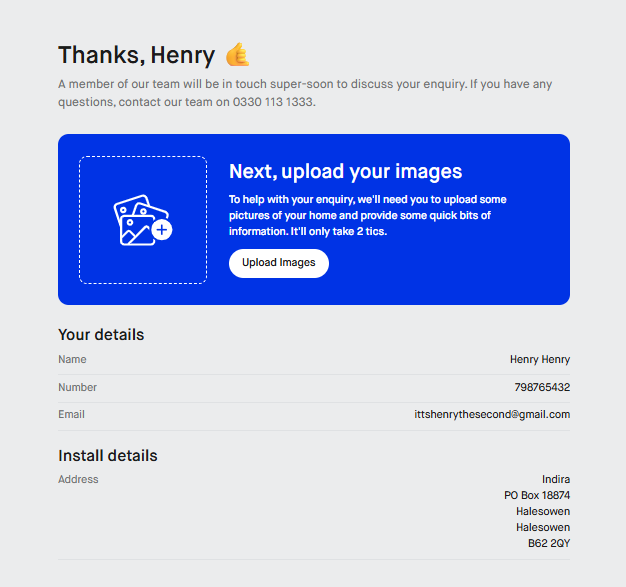 Thanks, Henry 🤙
A member of our team will be in touch super-soon to discuss your enquiry. If you have any
questions, contact our team on 0330 113 1333.
Next, upload your images
To help with your enquiry, we'll need you to upload some
pictures of your home and provide some quick bits of
information. It'll only take 2 tics.
Upload Images
Your details
Name Henry Henry
Number 798765432
Email ittshenrythesecond@gmail.com
Install details
Address Indira
PO Box 18874
Halesowen
Halesowen
B62 2QY